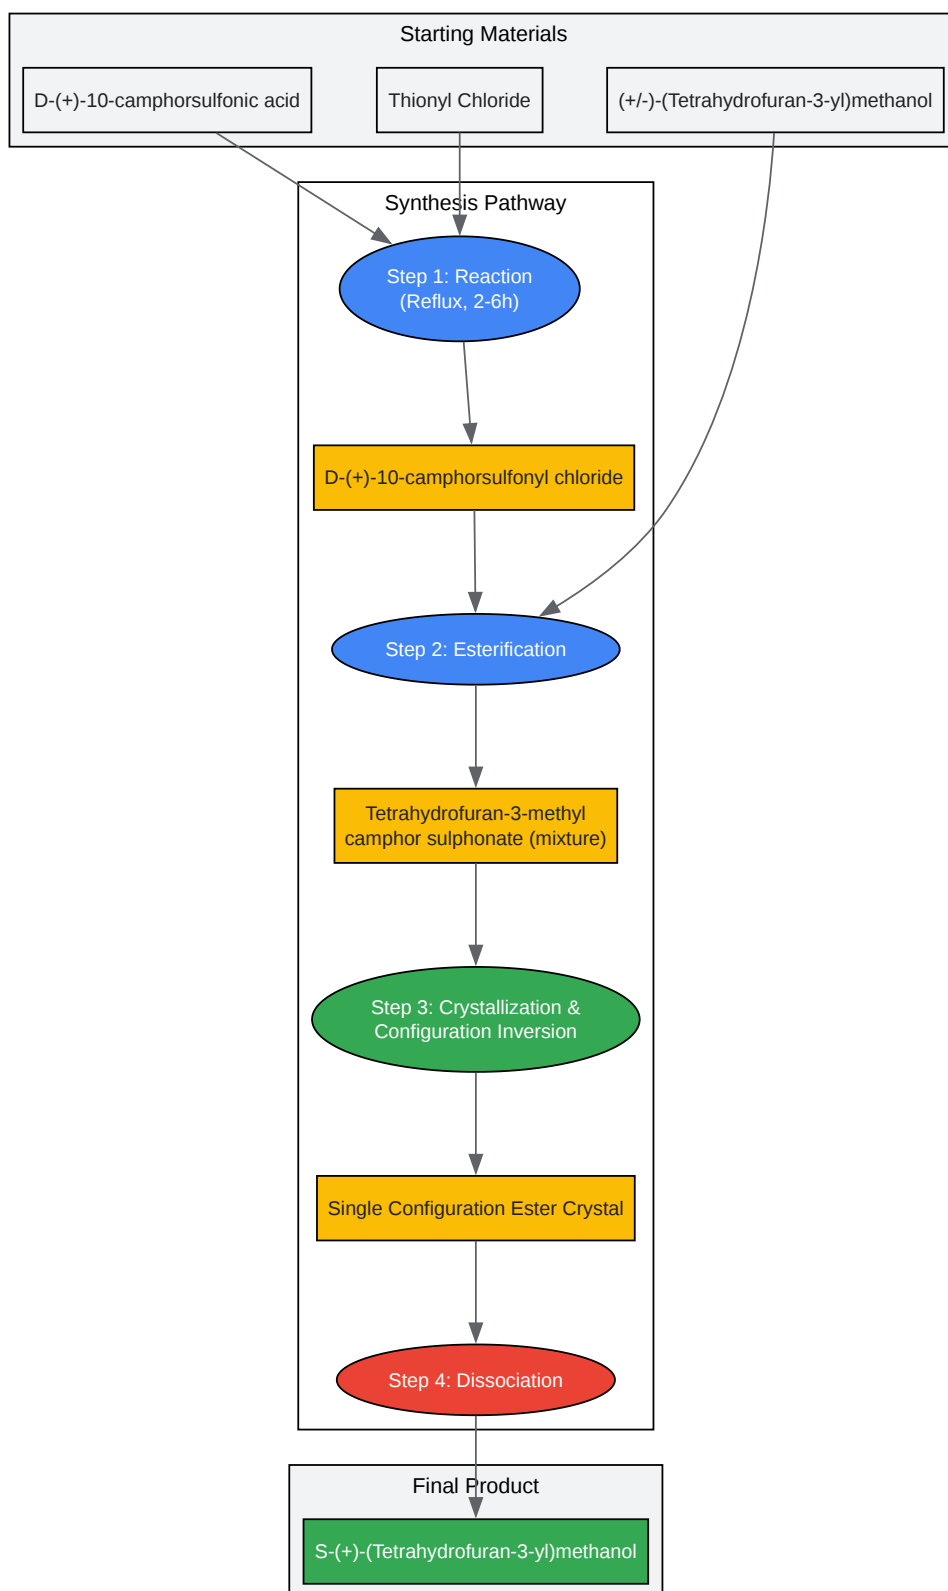 Starting Materials
D-(+)-10-camphorsulfonic acid
Thionyl Chloride
(+/-)-(Tetrahydrofuran-3-yl)methanol
Synthesis Pathway
Step 1: Reaction
(Reflux, 2-6h)
D-(+)-10-camphorsulfonyl chloride
Step 2: Esterification
Tetrahydrofuran-3-methyl
camphor sulphonate (mixture)
Step 3: Crystallization &
Configuration Inversion
Single Configuration Ester Crystal
Step 4: Dissociation
Final Product
S-(+)-(Tetrahydrofuran-3-yl)methanol